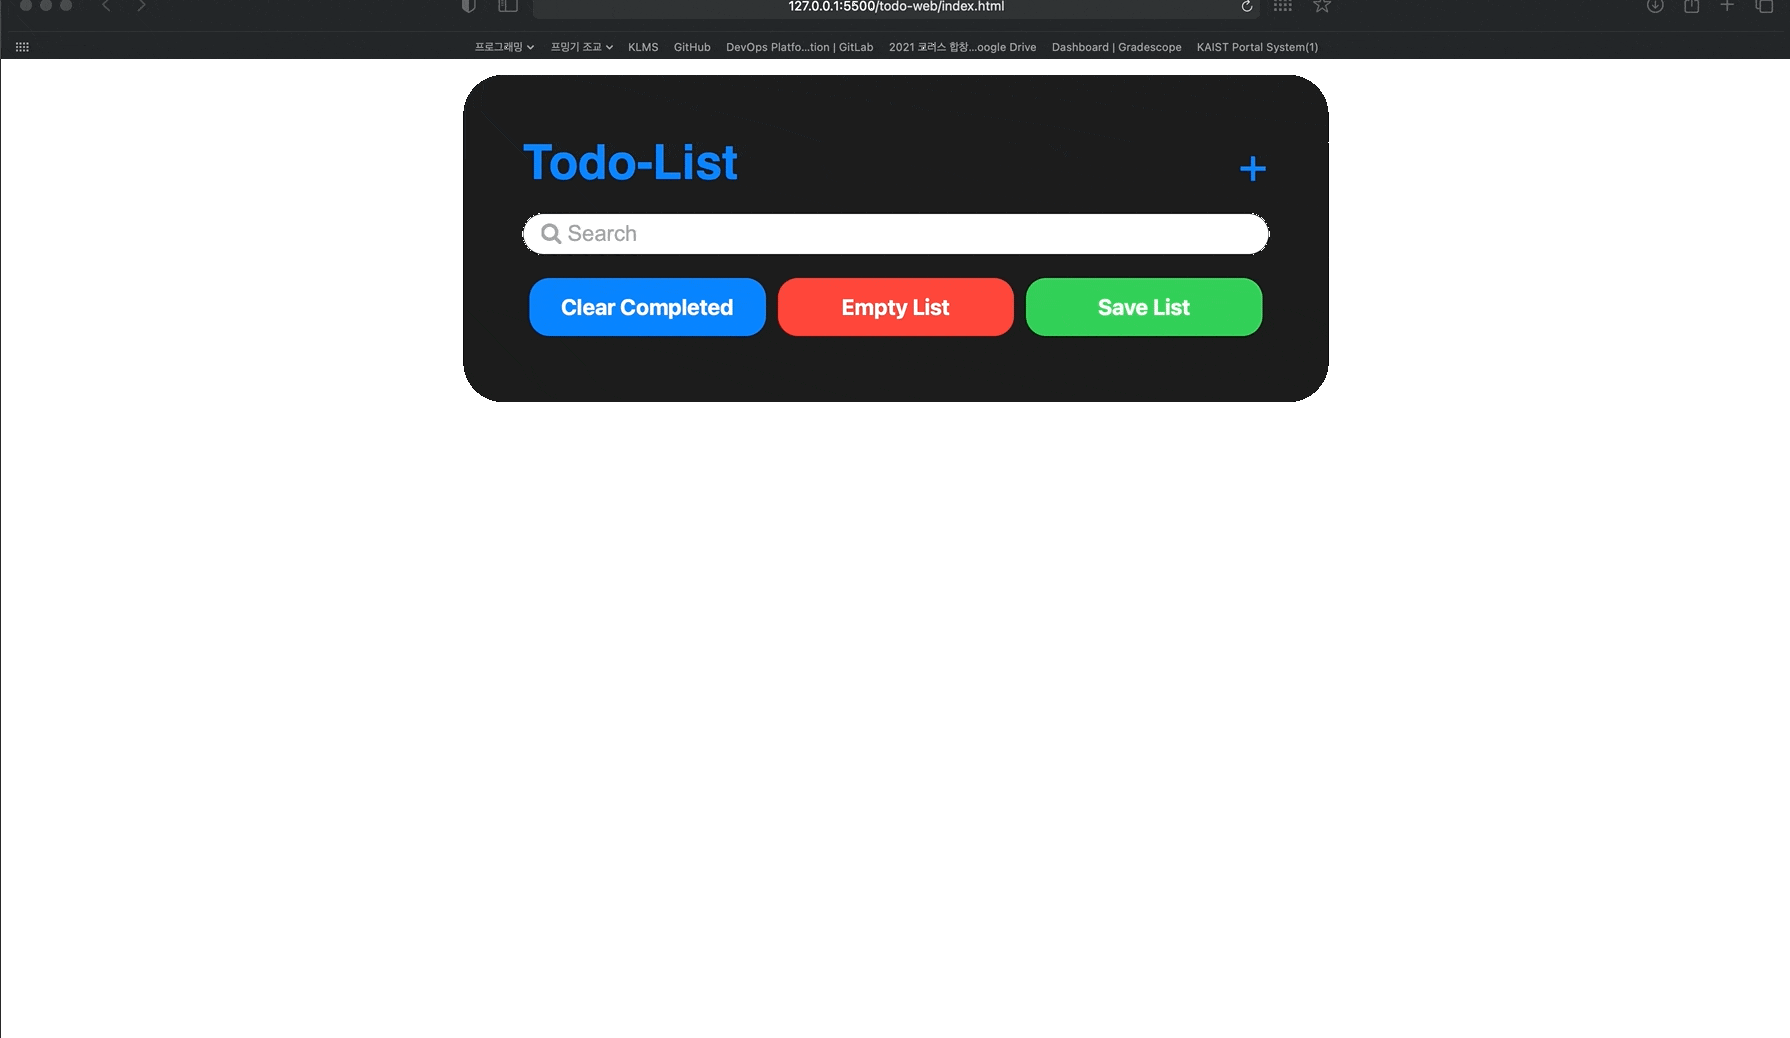 127.0.0.1:5500/todo-web/index.html
프로그래밍 프밍기 조교 KLMS GitHub DevOps Platfo...tion | GitLab 2021 코러스 합창...oogle Drive Dashboard | Gradescope KAIST Portal System(1)
Todo-List
Search
Clear Completed Empty List Save List